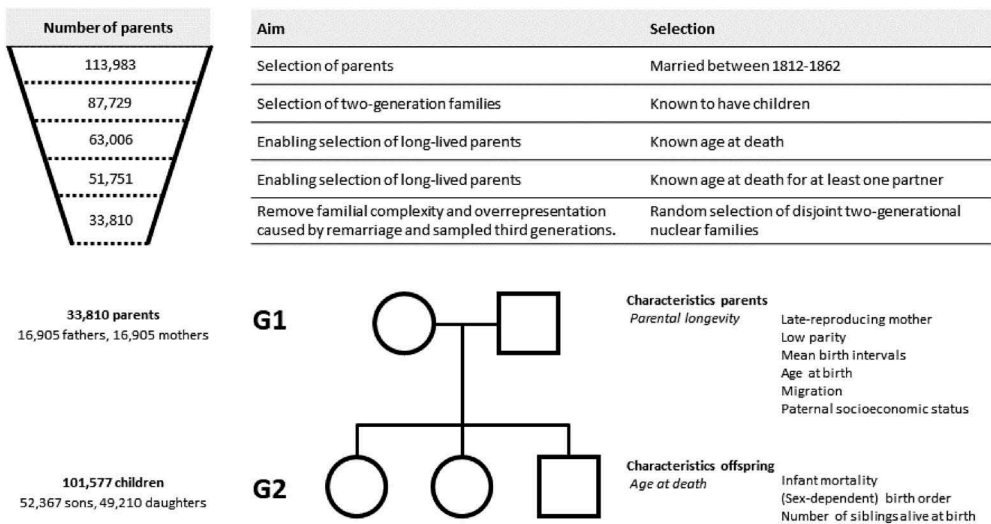 Number of parents Aim Selection
113,983 Selection of parents Married between 1812-1862
87,729 Selection of two-generation families Known to have children
63,006 Enabling selection of long-lived parents Known age at death
51,751 Enabling selection of long-lived parents Known age at death for at least one partner
33,810 Remove familial complexity and overrepresentation caused by remarriage and sampled third generations. Random selection of disjoint two-generational nuclear families
33,810 parents
16,905 fathers, 16,905 mothers
G1
Characteristics parents
Parental longevity
Late-reproducing mother
Low parity
Mean birth intervals
Age at birth
Migration
Paternal socioeconomic status
101,577 children
52,367 sons, 49,210 daughters
G2
Characteristics offspring
Age at death
Infant mortality
(Sex-dependent) birth order
Number of siblings alive at birth